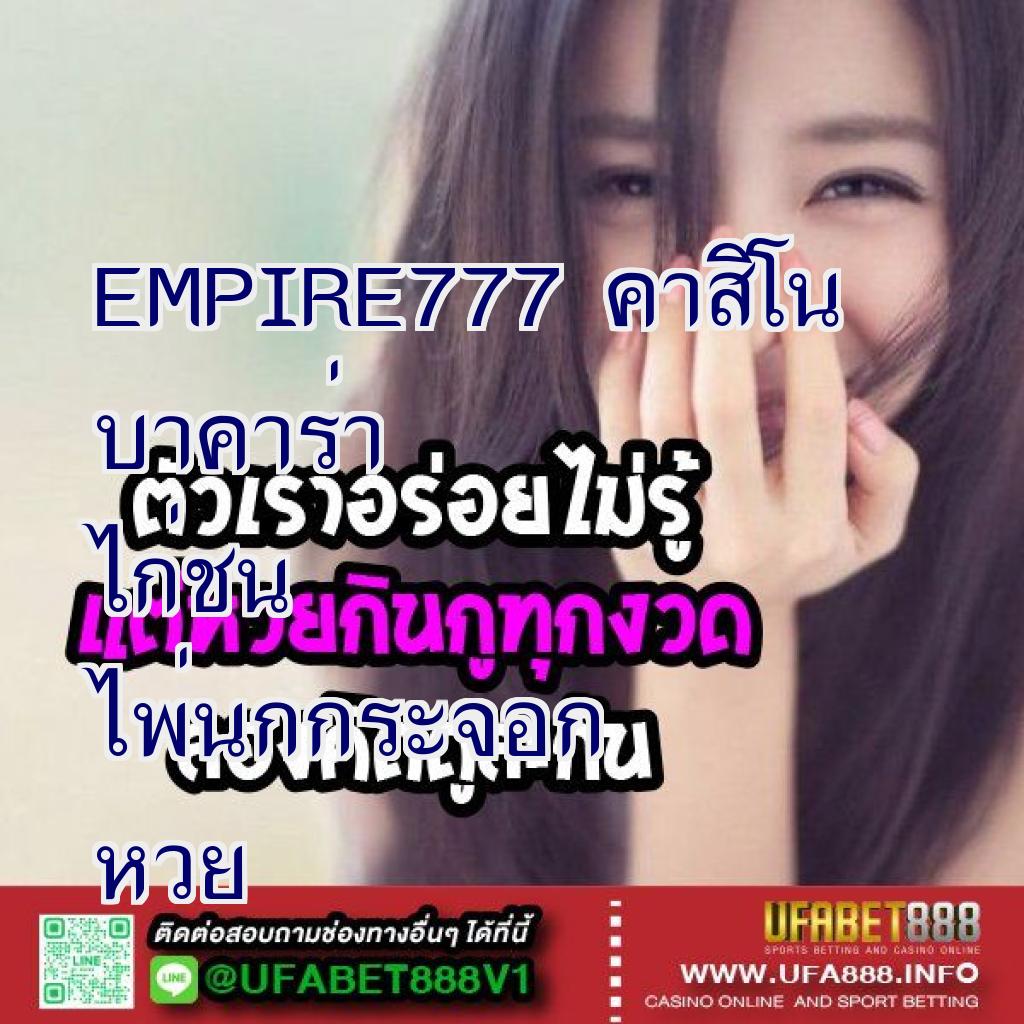 EMPIRE777 คาสิโน
บาคาร่า
ตัวเราอร่อยไม่รู้
ไก่ชน
แต่หวยกินกูทุกงวด
ไพ่นกกระจอก
หวย
ติดต่อสอบถามช่องทางอื่นๆ ได้ที่นี้
LINE
LINE @UFABET888V1
UFABET888
SPORTS BETTING AND CASINO ONLINE
WWW.UFA888.INFO
CASINO ONLINE AND SPORT BETTING